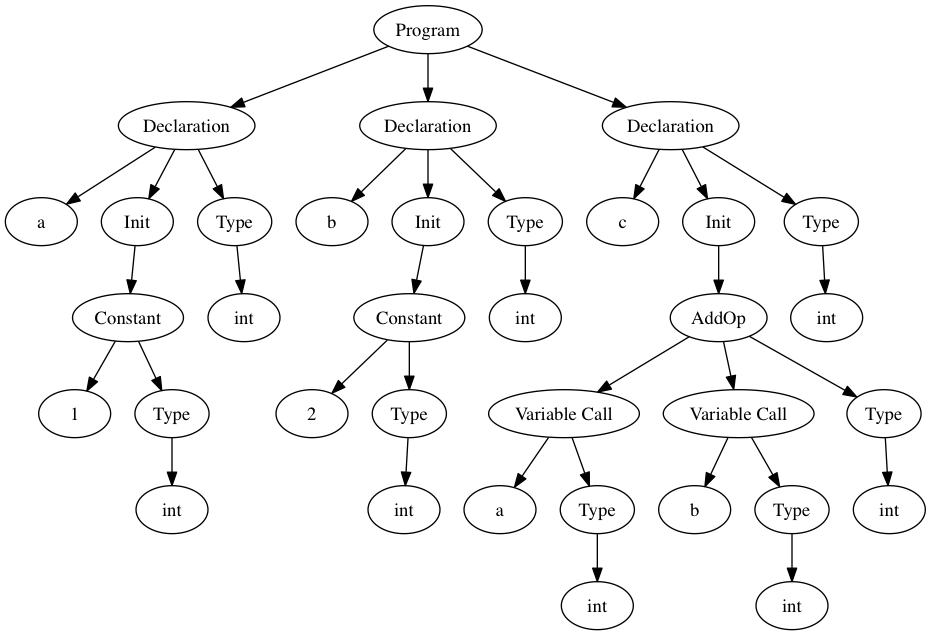 Program
Declaration
Declaration
Declaration
a
Init
Type
b
Init
Type
c
Init
Type
Constant
int
Constant
int
AddOp
int
1
Type
2
Type
Variable Call
Variable Call
Type
int
int
a
Type
b
Type
int
int
int